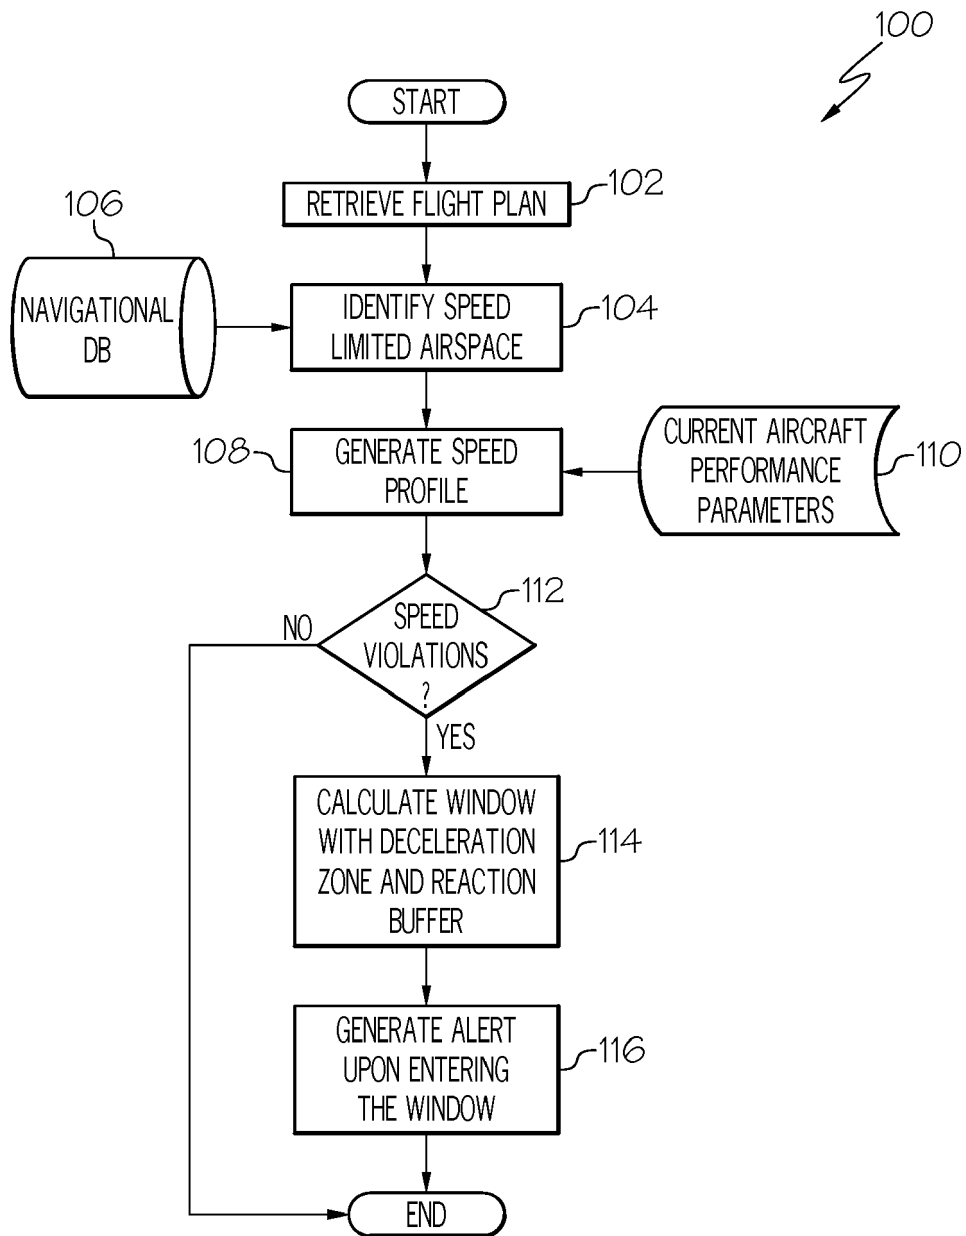 100
START
102
RETRIEVE FLIGHT PLAN
106
NAVIGATIONAL
DB
IDENTIFY SPEED
LIMITED AIRSPACE
104
108
GENERATE SPEED
PROFILE
CURRENT AIRCRAFT
PERFORMANCE
PARAMETERS
110
112
SPEED
VIOLATIONS
?
NO
YES
CALCULATE WINDOW
WITH DECELERATION
ZONE AND REACTION
BUFFER
114
GENERATE ALERT
UPON ENTERING
THE WINDOW
116
END